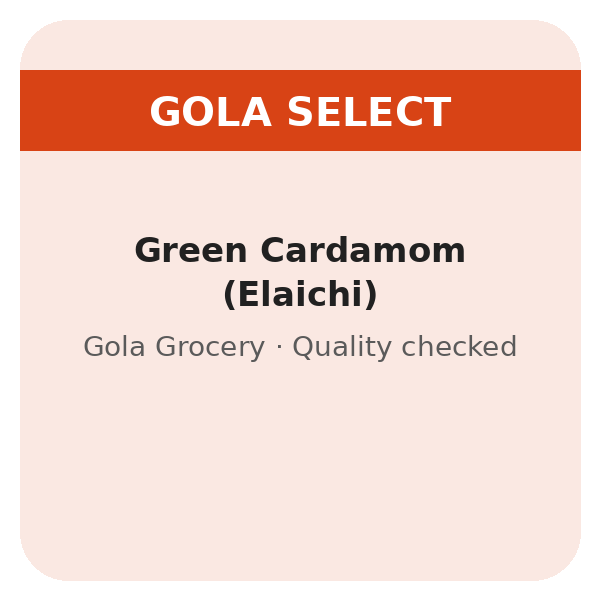 GOLA SELECT
Green Cardamom
(Elaichi)
Gola Grocery · Quality checked